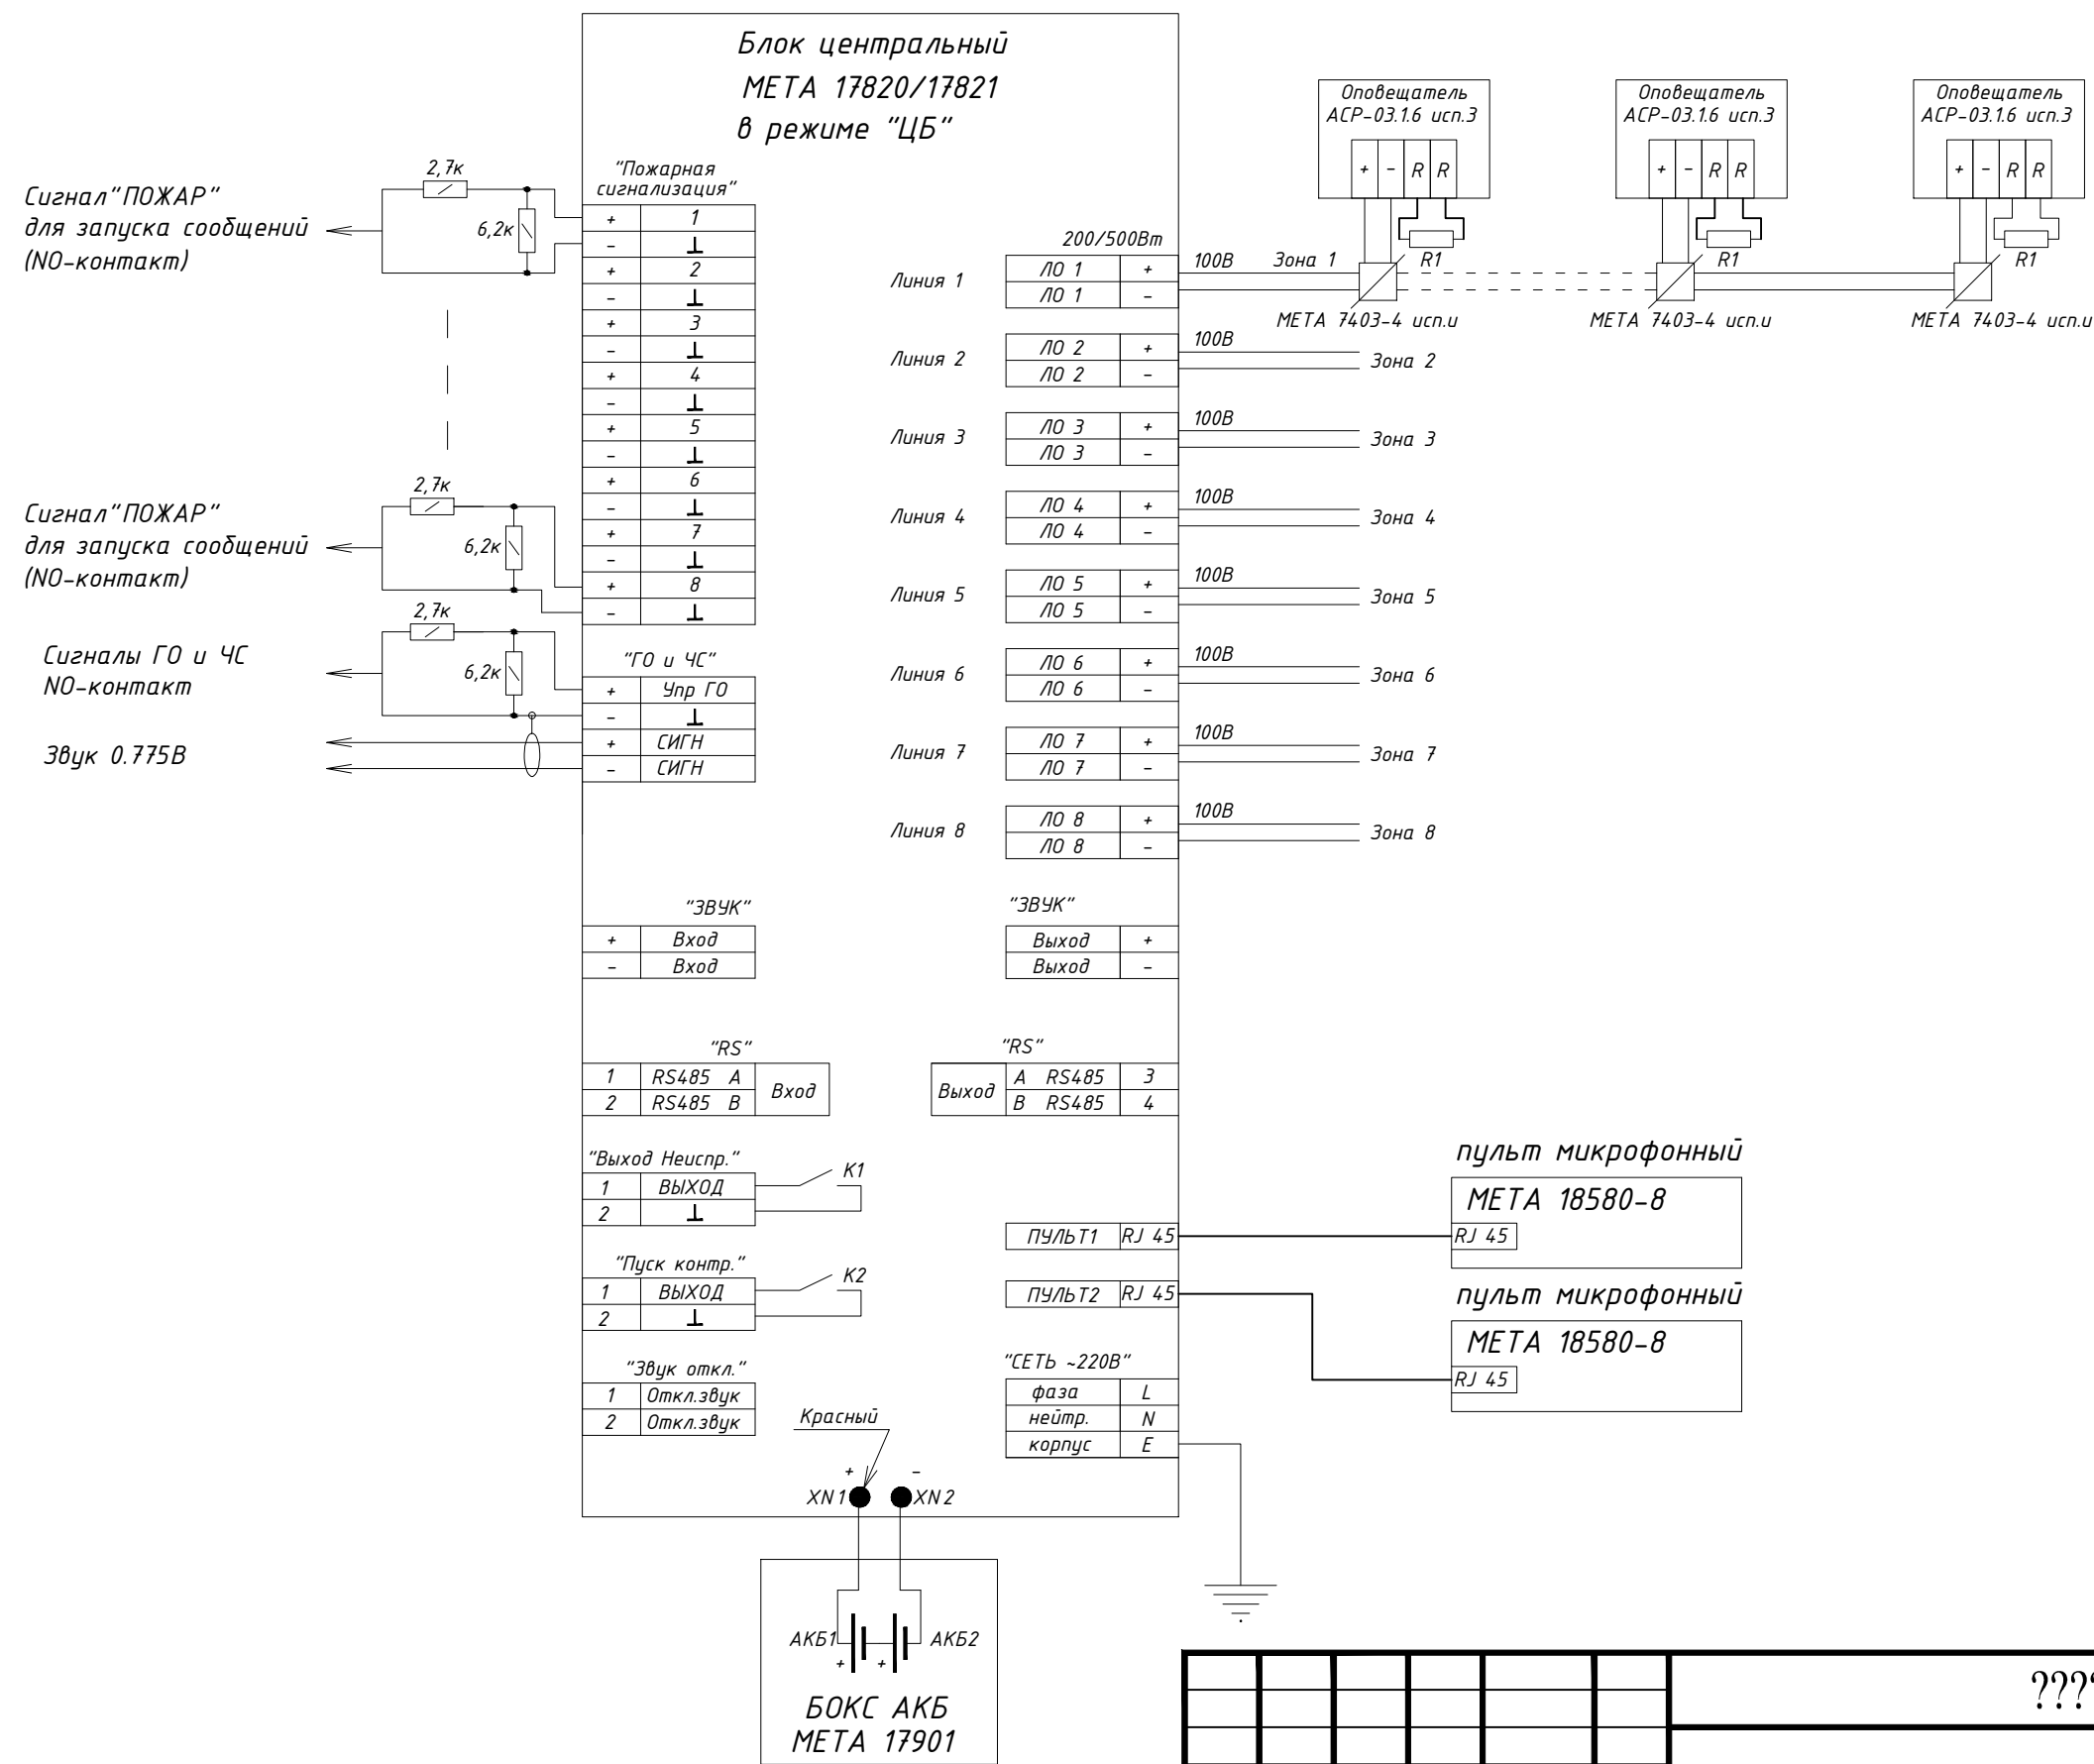 Блок центральный
МЕТА 17820/17821
в режиме "ЦБ"
Сигнал"ПОЖАР"
для запуска сообщений
(NO-контакт)
2,7к
6,2к
"Пожарная
сигнализация"
+ 1
- ⊥
+ 2
- ⊥
+ 3
- ⊥
+ 4
- ⊥
+ 5
- ⊥
+ 6
- ⊥
+ 7
- ⊥
+ 8
- ⊥
Сигнал"ПОЖАР"
для запуска сообщений
(NO-контакт)
2,7к
6,2к
Сигналы ГО и ЧС
NO-контакт
2,7к
6,2к
Звук 0.775В
"ГО и ЧС"
+ Упр ГО
- ⊥
+ СИГН
- СИГН
200/500Вт
Линия 1
ЛО 1 +
ЛО 1 -
100В Зона 1
Линия 2
ЛО 2 +
ЛО 2 -
100В
Зона 2
Линия 3
ЛО 3 +
ЛО 3 -
100В
Зона 3
Линия 4
ЛО 4 +
ЛО 4 -
100В
Зона 4
Линия 5
ЛО 5 +
ЛО 5 -
100В
Зона 5
Линия 6
ЛО 6 +
ЛО 6 -
100В
Зона 6
Линия 7
ЛО 7 +
ЛО 7 -
100В
Зона 7
Линия 8
ЛО 8 +
ЛО 8 -
100В
Зона 8
Оповещатель
АСР-03.1.6 исп.3
+ - R R
R1
МЕТА 7403-4 исп.и
Оповещатель
АСР-03.1.6 исп.3
+ - R R
R1
МЕТА 7403-4 исп.и
Оповещатель
АСР-03.1.6 исп.3
+ - R R
R1
МЕТА 7403-4 исп.и
"ЗВУК"
+ Вход
- Вход
"ЗВУК"
Выход +
Выход -
"RS"
1 RS485 A
2 RS485 B
Вход
"RS"
Выход
A RS485 3
B RS485 4
"Выход Неиспр."
1 ВЫХОД
2 ⊥
К1
"Пуск контр."
1 ВЫХОД
2 ⊥
К2
"Звук откл."
1 Откл.звук
2 Откл.звук
ПУЛЬТ1 RJ 45
ПУЛЬТ2 RJ 45
пульт микрофонный
МЕТА 18580-8
RJ 45
пульт микрофонный
МЕТА 18580-8
RJ 45
"СЕТЬ ~220В"
фаза L
нейтр. N
корпус E
Красный
+ -
XN1 XN2
АКБ1 АКБ2
+ +
БОКС АКБ
МЕТА 17901
????